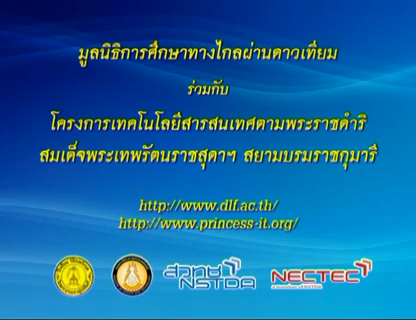 มูลนิธิการศึกษาทางไกลผ่านดาวเทียม
ร่วมกับ
โครงการเทคโนโลยีสารสนเทศตามพระราชดำริ
สมเด็จพระเทพรัตนราชสุดาฯ สยามบรมราชกุมารี
http://www.dlf.ac.th/
http://www.princess-it.org/
สวทช
NSTDA
NECTEC